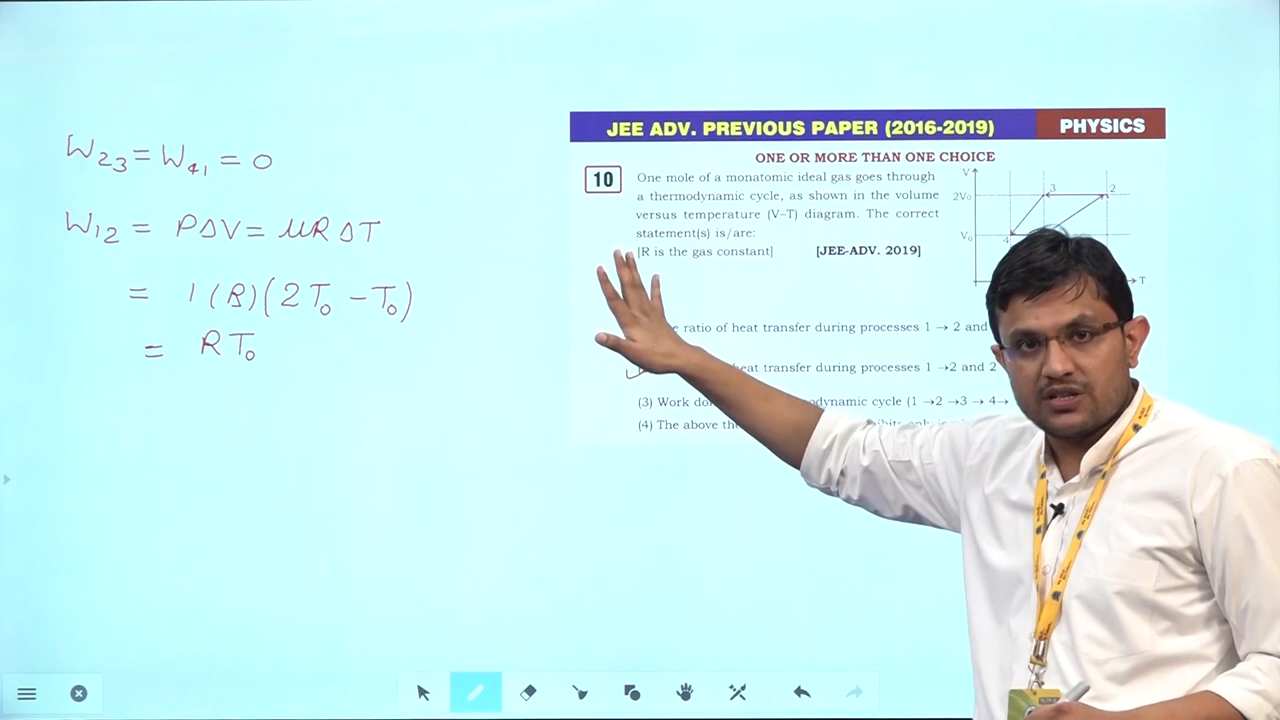 W₂₃ = W₄₁ = 0
W₁₂ = PΔV = μRΔT
= 1 (R) (2T₀ - T₀)
= RT₀
JEE ADV. PREVIOUS PAPER (2016-2019) PHYSICS
ONE OR MORE THAN ONE CHOICE
10 One mole of a monatomic ideal gas goes through
a thermodynamic cycle, as shown in the volume
versus temperature (V–T) diagram. The correct
statement(s) is/are:
[R is the gas constant] [JEE-ADV. 2019]
V
2V₀ 3 2
V₀ 4
T
ratio of heat transfer during processes 1 → 2 and
heat transfer during processes 1 →2 and 2
(3) Work cycle (1 →2 →3 → 4→
(4) The above only